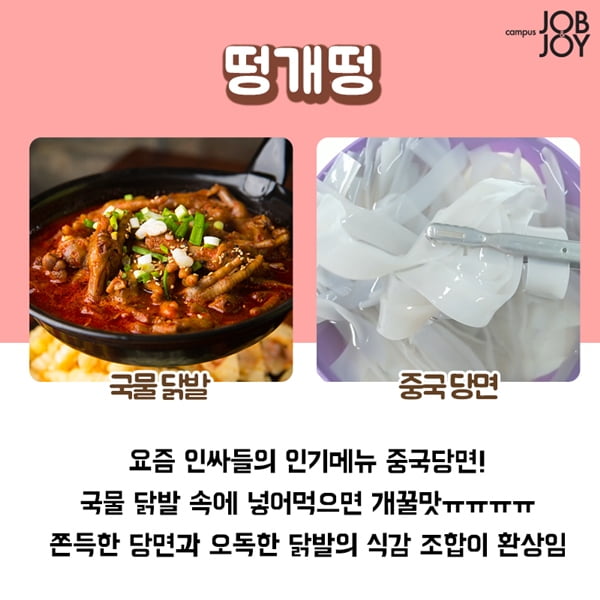 campus JOB & JOY
떵개떵
국물 닭발
중국 당면
요즘 인싸들의 인기메뉴 중국당면!
국물 닭발 속에 넣어먹으면 개꿀맛ㅠㅠㅠㅠ
쫀득한 당면과 오독한 닭발의 식감 조합이 환상임